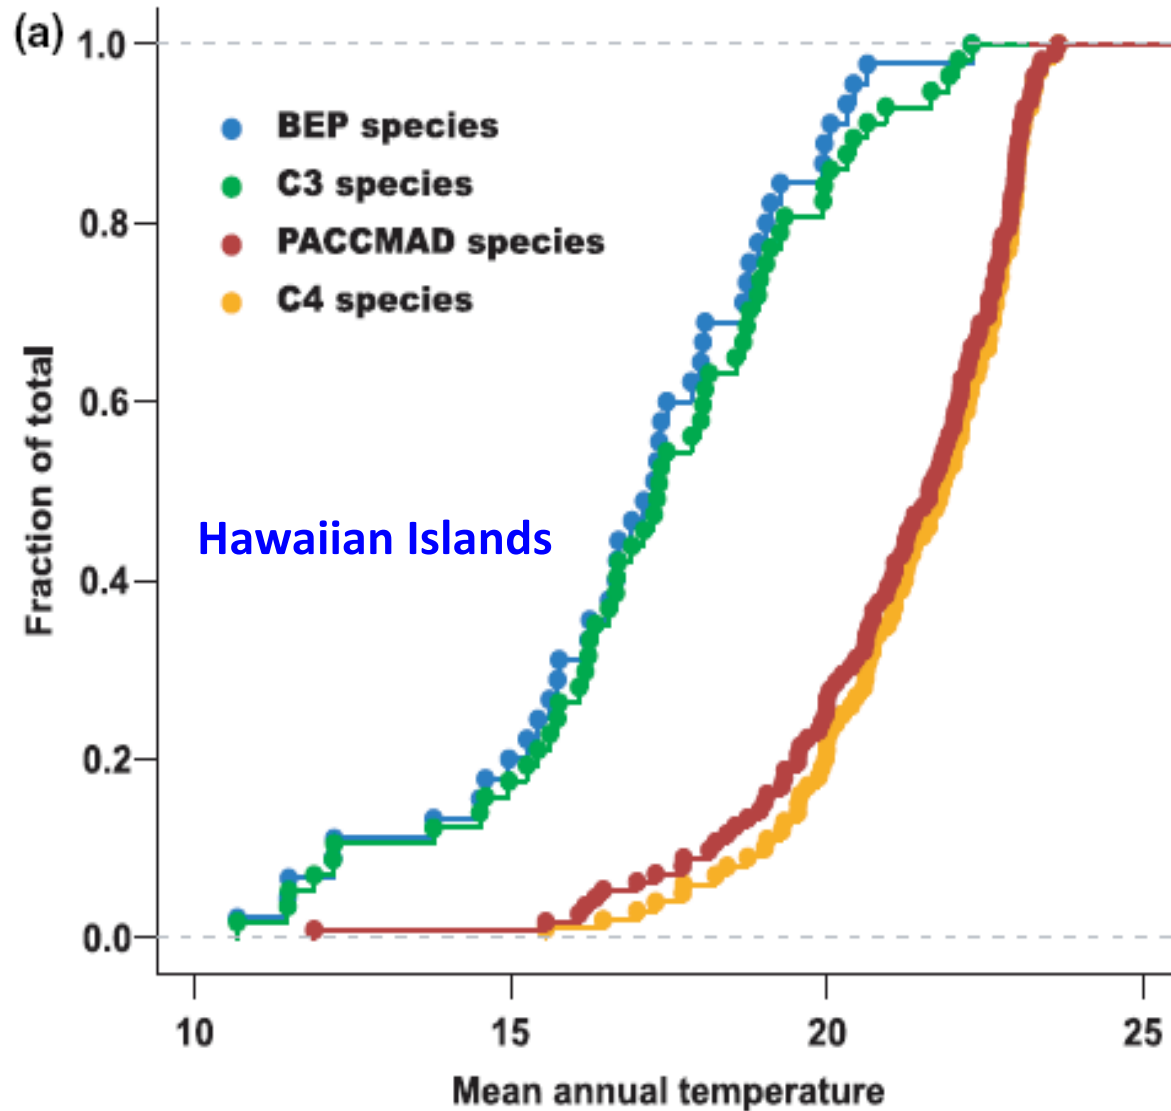 (a)
1.0
BEP species
C3 species
PACCMAD species
C4 species
0.8
0.6
Hawaiian Islands
0.4
0.2
0.0
Fraction of total
10 15 20 25
Mean annual temperature